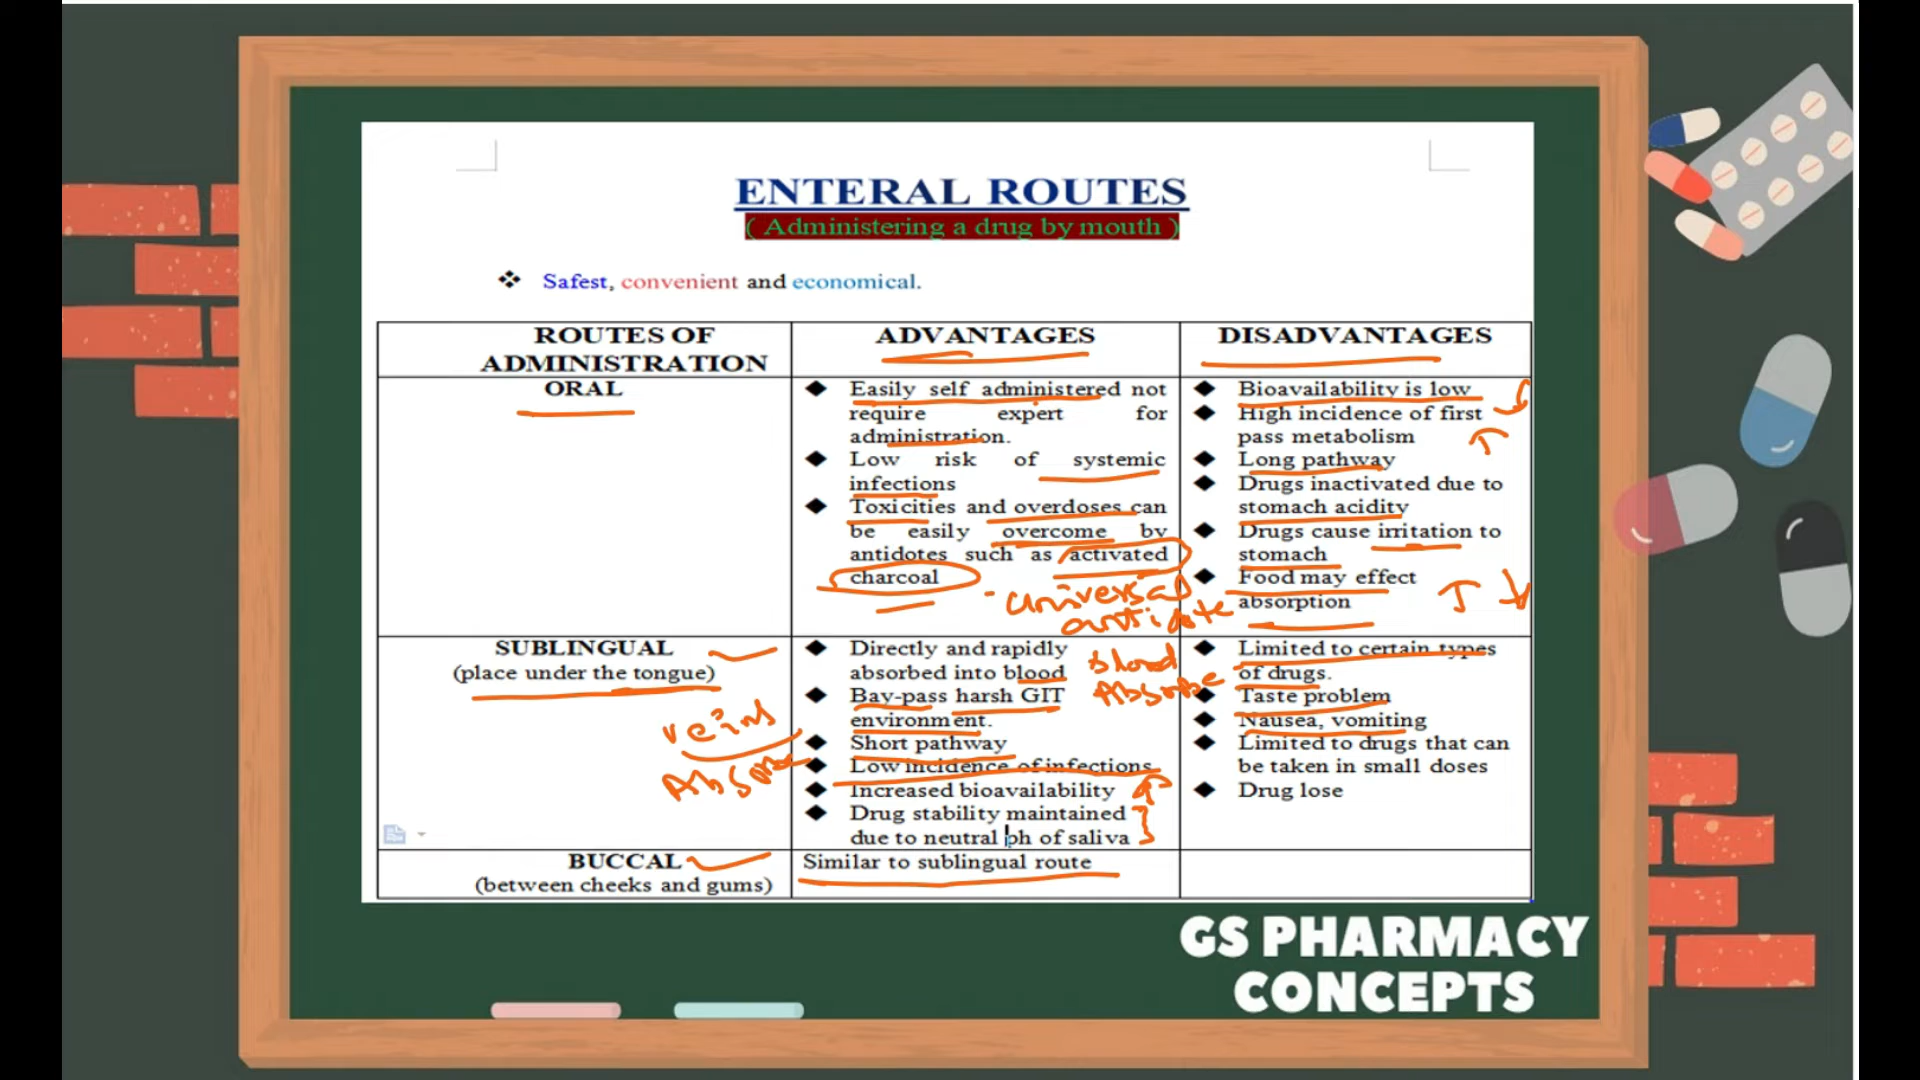 ENTERAL ROUTES
( Administering a drug by mouth )
❖ Safest, convenient and economical.
ROUTES OF
ADMINISTRATION
ADVANTAGES
DISADVANTAGES
ORAL
◆ Easily self administered not
require expert for
administration.
◆ Low risk of systemic
infections
◆ Toxicities and overdoses can
be easily overcome by
antidotes such as activated
charcoal
- universal
antidote
◆ Bioavailability is low
◆ High incidence of first
pass metabolism
◆ Long pathway
◆ Drugs inactivated due to
stomach acidity
◆ Drugs cause irritation to
stomach
◆ Food may effect
absorption
SUBLINGUAL
(place under the tongue)
veins
Absorb
◆ Directly and rapidly
absorbed into blood
◆ Bay-pass harsh GIT
environment.
◆ Short pathway
◆ Low incidence of infections
◆ Increased bioavailability
◆ Drug stability maintained
due to neutral ph of saliva
Blood
Absorbe
◆ Limited to certain types
of drugs.
◆ Taste problem
◆ Nausea, vomiting
◆ Limited to drugs that can
be taken in small doses
◆ Drug lose
BUCCAL
(between cheeks and gums)
Similar to sublingual route
GS PHARMACY
CONCEPTS